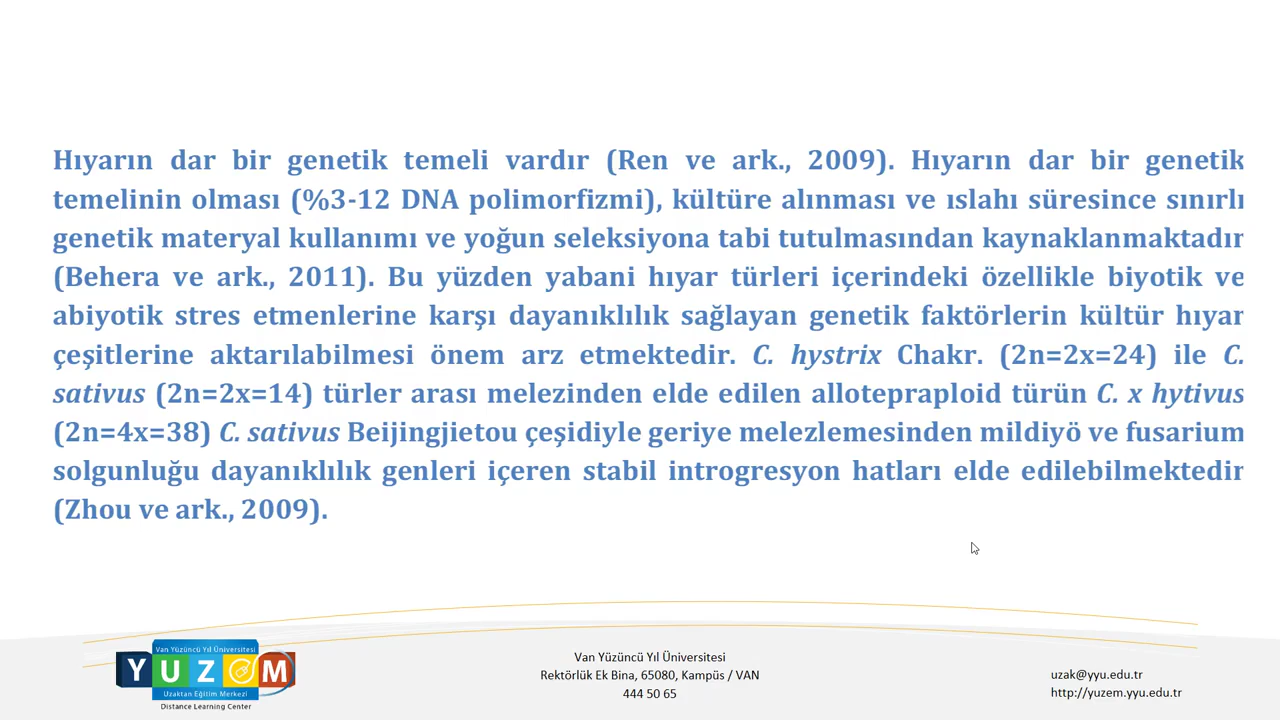 Hıyarın dar bir genetik temeli vardır (Ren ve ark., 2009). Hıyarın dar bir genetik
temelinin olması (%3-12 DNA polimorfizmi), kültüre alınması ve ıslahı süresince sınırlı
genetik materyal kullanımı ve yoğun seleksiyona tabi tutulmasından kaynaklanmaktadır
(Behera ve ark., 2011). Bu yüzden yabani hıyar türleri içerindeki özellikle biyotik ve
abiyotik stres etmenlerine karşı dayanıklılık sağlayan genetik faktörlerin kültür hıyar
çeşitlerine aktarılabilmesi önem arz etmektedir. C. hystrix Chakr. (2n=2x=24) ile C.
sativus (2n=2x=14) türler arası melezinden elde edilen allotepraploid türün C. x hytivus
(2n=4x=38) C. sativus Beijingjietou çeşidiyle geriye melezlemesinden mildiyö ve fusarium
solgunluğu dayanıklılık genleri içeren stabil introgresyon hatları elde edilebilmektedir
(Zhou ve ark., 2009).
Van Yüzüncü Yıl Üniversitesi
YUZEM
Uzaktan Eğitim Merkezi
Distance Learning Center
Van Yüzüncü Yıl Üniversitesi
Rektörlük Ek Bina, 65080, Kampüs / VAN
444 50 65
uzak@yyu.edu.tr
http://yuzem.yyu.edu.tr